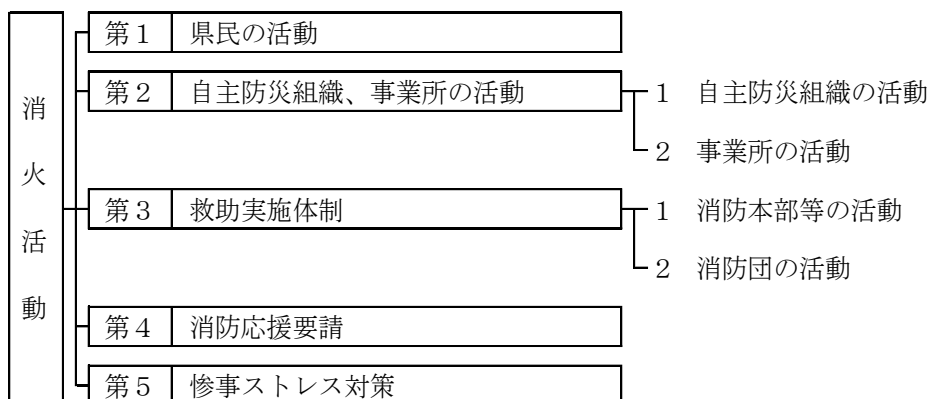 消火活動
第１ 県民の活動
第２ 自主防災組織、事業所の活動
１ 自主防災組織の活動
２ 事業所の活動
第３ 救助実施体制
１ 消防本部等の活動
２ 消防団の活動
第４ 消防応援要請
第５ 惨事ストレス対策